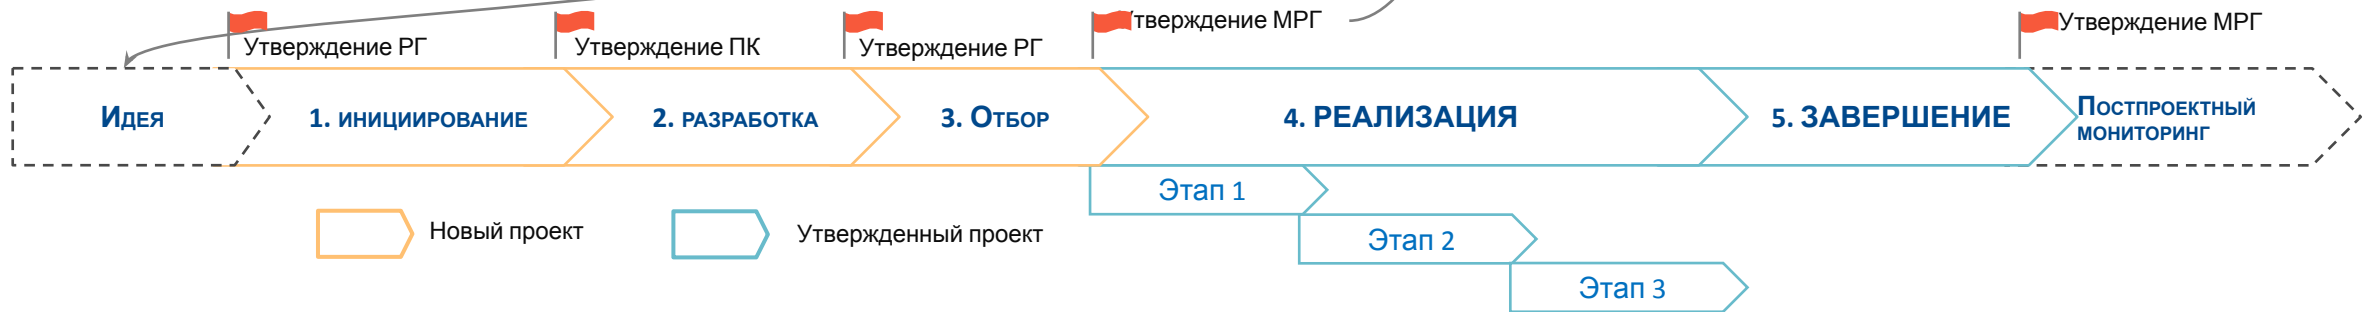 Утверждение РГ
Утверждение ПК
Утверждение РГ
Утверждение МРГ
Утверждение МРГ
Идея
1. инициирование
2. разработка
3. Отбор
4. РЕАЛИЗАЦИЯ
5. ЗАВЕРШЕНИЕ
Постпроектный
мониторинг
Этап 1
Новый проект
Утвержденный проект
Этап 2
Этап 3